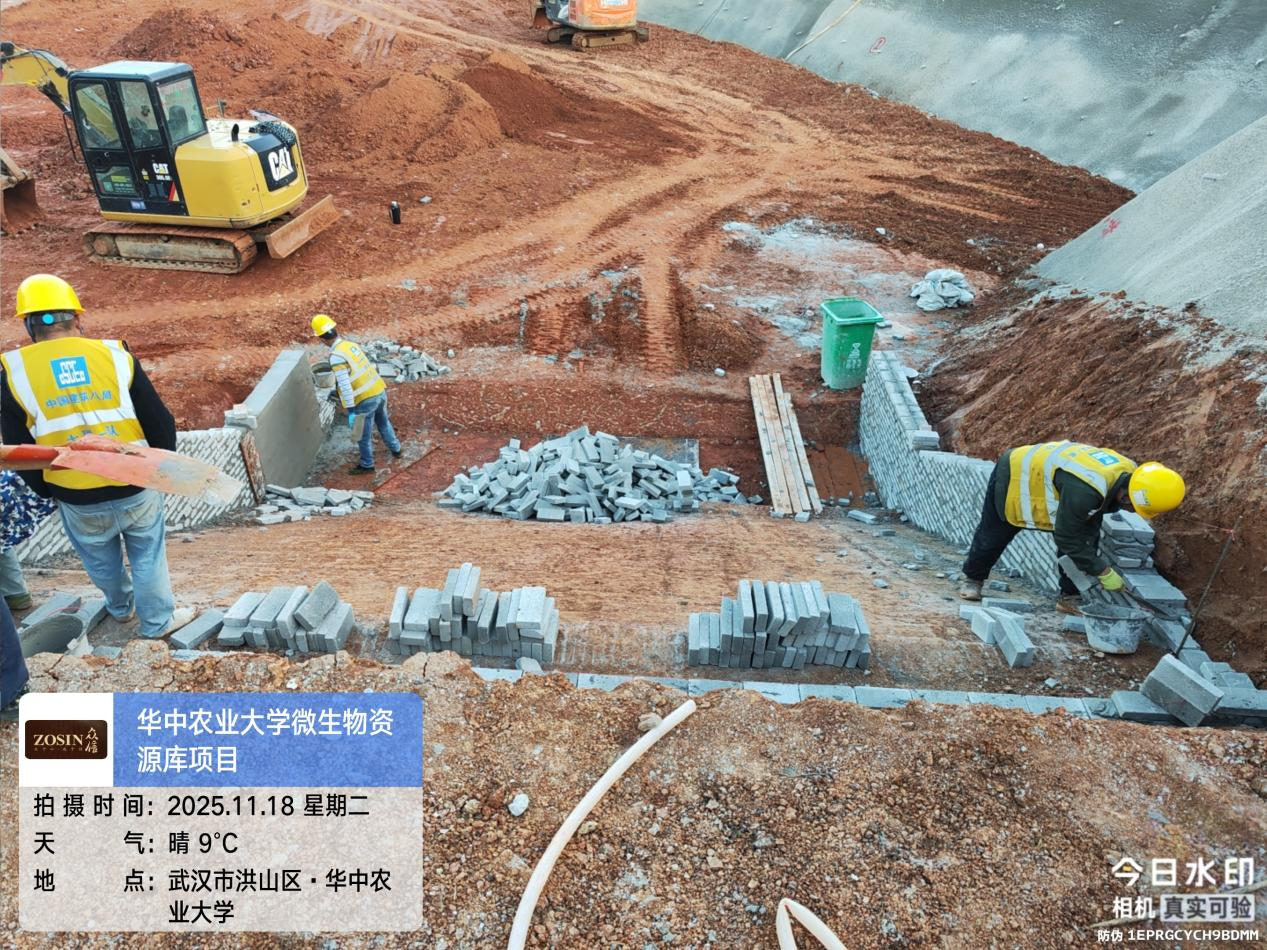 CAT
CAT
中国建筑八局
ZOSIN 众信
华中农业大学微生物资
源库项目
拍摄时间: 2025.11.18 星期二
天气: 晴 9°C
地点: 武汉市洪山区·华中农
业大学
今日水印
相机 真实可验
防伪 1EPRGCYCH9BDMM